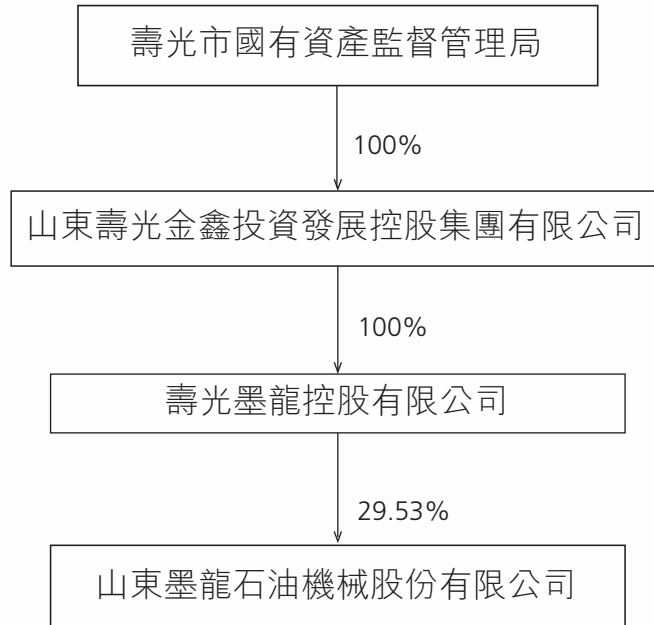 壽光市國有資產監督管理局
100%
山東壽光金鑫投資發展控股集團有限公司
100%
壽光墨龍控股有限公司
29.53%
山東墨龍石油機械股份有限公司